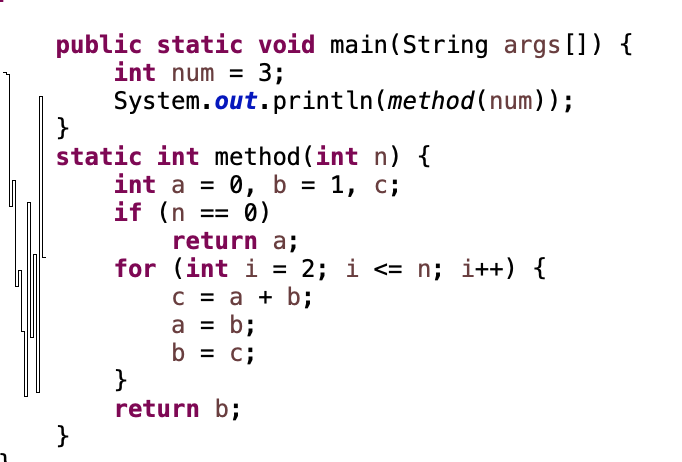 public static void main(String args[]) {
int num = 3;
System.out.println(method(num));
}
static int method(int n) {
int a = 0, b = 1, c;
if (n == 0)
return a;
for (int i = 2; i <= n; i++) {
c = a + b;
a = b;
b = c;
}
return b;
}
}